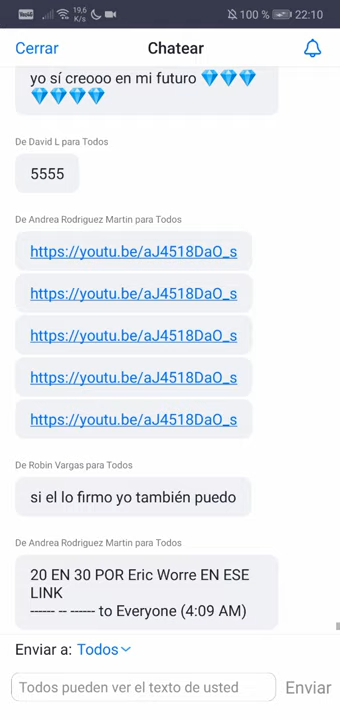 19,6
K/s
100 %
22:10
Cerrar
Chatear
yo sí creooo en mi futuro 💎💎💎
💎💎💎💎
De David L para Todos
5555
De Andrea Rodriguez Martin para Todos
https://youtu.be/aJ4518DaO_s
https://youtu.be/aJ4518DaO_s
https://youtu.be/aJ4518DaO_s
https://youtu.be/aJ4518DaO_s
https://youtu.be/aJ4518DaO_s
De Robin Vargas para Todos
si el lo firmo yo también puedo
De Andrea Rodriguez Martin para Todos
20 EN 30 POR Eric Worre EN ESE
LINK
------ -- ------ to Everyone (4:09 AM)
Enviar a: Todos
Todos pueden ver el texto de usted
Enviar